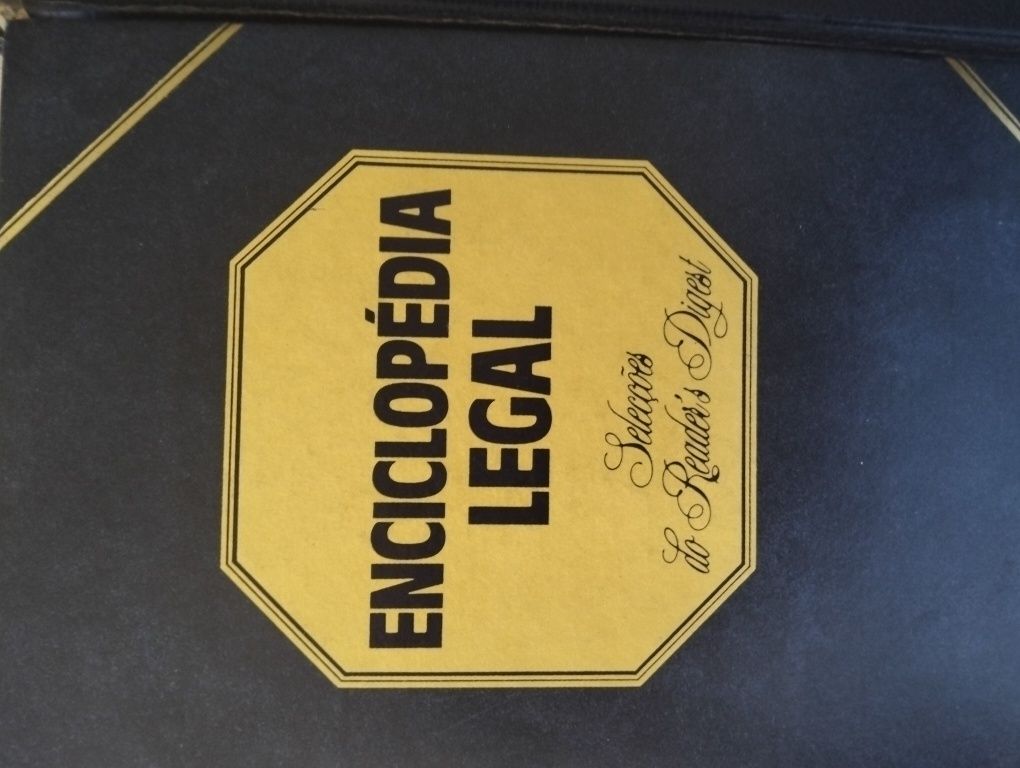 ENCICLOPÉDIA
LEGAL
Selecções
do Reader's Digest